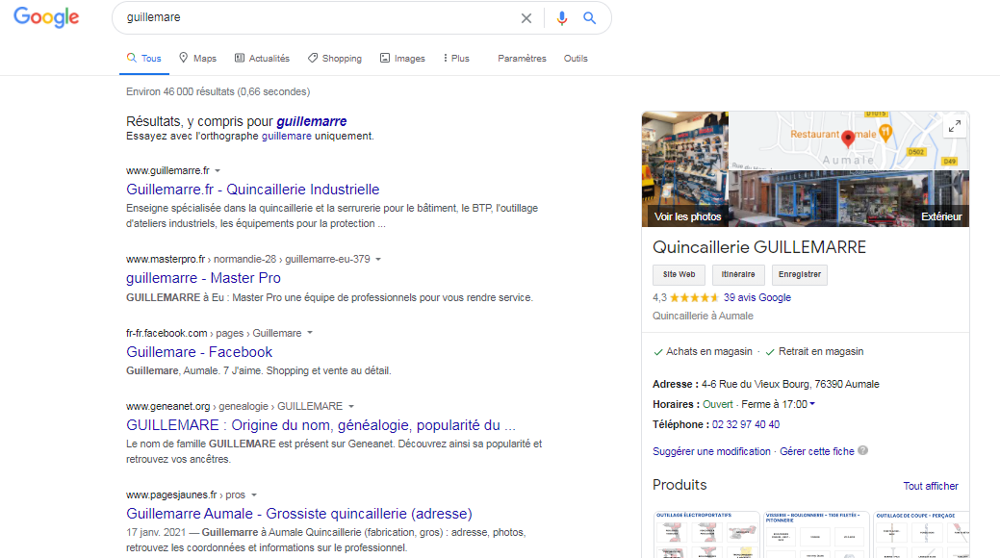 Google
guillemare
Tous Maps Actualités Shopping Images Plus Paramètres Outils
Environ 46 000 résultats (0,66 secondes)
Résultats, y compris pour guillemarre
Essayez avec l'orthographe guillemare uniquement.
www.guillemarre.fr
Guillemarre.fr - Quincaillerie Industrielle
Enseigne spécialisée dans la quincaillerie et la serrurerie pour le bâtiment, le BTP, l'outillage
d'ateliers industriels, les équipements pour la protection ...
www.masterpro.fr › normandie-28 › guillemarre-eu-379
guillemarre - Master Pro
GUILLEMARRE à Eu : Master Pro une équipe de professionnels pour vous rendre service.
fr-fr.facebook.com › pages › Guillemare
Guillemare - Facebook
Guillemare, Aumale. 7 J'aime. Shopping et vente au détail.
www.geneanet.org › genealogie › GUILLEMARE
GUILLEMARE : Origine du nom, généalogie, popularité du ...
Le nom de famille GUILLEMARE est présent sur Geneanet. Découvrez ainsi sa popularité et
retrouvez vos ancêtres.
www.pagesjaunes.fr › pros
Guillemarre Aumale - Grossiste quincaillerie (adresse)
17 janv. 2021 — Guillemarre à Aumale Quincaillerie (fabrication, gros) : adresse, photos,
retrouvez les coordonnées et informations sur le professionnel.
D1015
Restaurant Aumale
D502
Aumale
D49
Rue du M
Voir les photos
Extérieur
Quincaillerie GUILLEMARRE
Site Web Itinéraire Enregistrer
4,3 39 avis Google
Quincaillerie à Aumale
Achats en magasin · Retrait en magasin
Adresse : 4-6 Rue du Vieux Bourg, 76390 Aumale
Horaires : Ouvert · Ferme à 17:00
Téléphone : 02 32 97 40 40
Suggérer une modification · Gérer cette fiche
Produits Tout afficher
OUTILLAGE ÉLECTROPORTATIFS
VISSERIE - BOULONNERIE - TIGE FILETÉE - PITONNERIE
OUTILLAGE DE COUPE - PERÇAGE